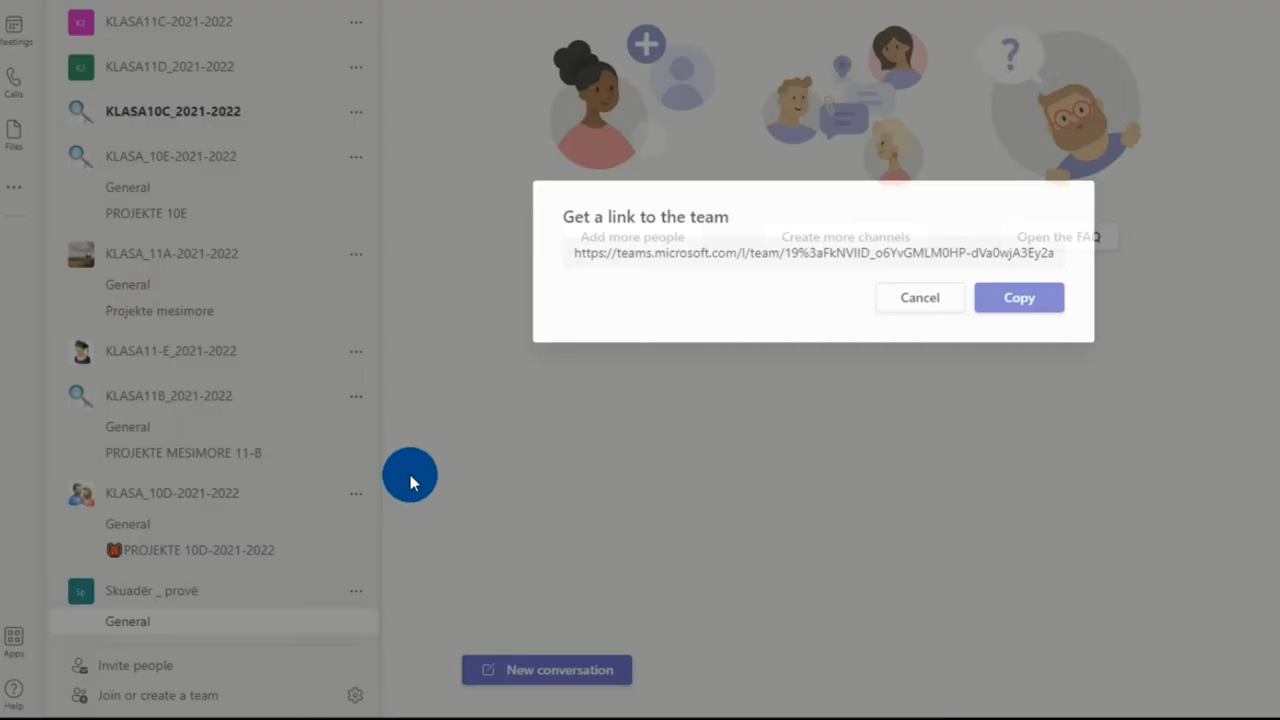 Meetings
Calls
Files
Apps
Help
KLASA11C-2021-2022
KLASA11D_2021-2022
KLASA10C_2021-2022
KLASA_10E-2021-2022
General
PROJEKTE 10E
KLASA_11A-2021-2022
General
Projekte mesimore
KLASA11-E_2021-2022
KLASA11B_2021-2022
General
PROJEKTE MESIMORE 11-B
KLASA_10D-2021-2022
General
PROJEKTE 10D-2021-2022
Sp
Skuadër _ provë
General
Invite people
Join or create a team
?
Get a link to the team
Add more people
Create more channels
Open the FAQ
https://teams.microsoft.com/l/team/19%3aFkNVIID_o6YvGMLM0HP-dVa0wjA3Ey2a
Cancel
Copy
New conversation